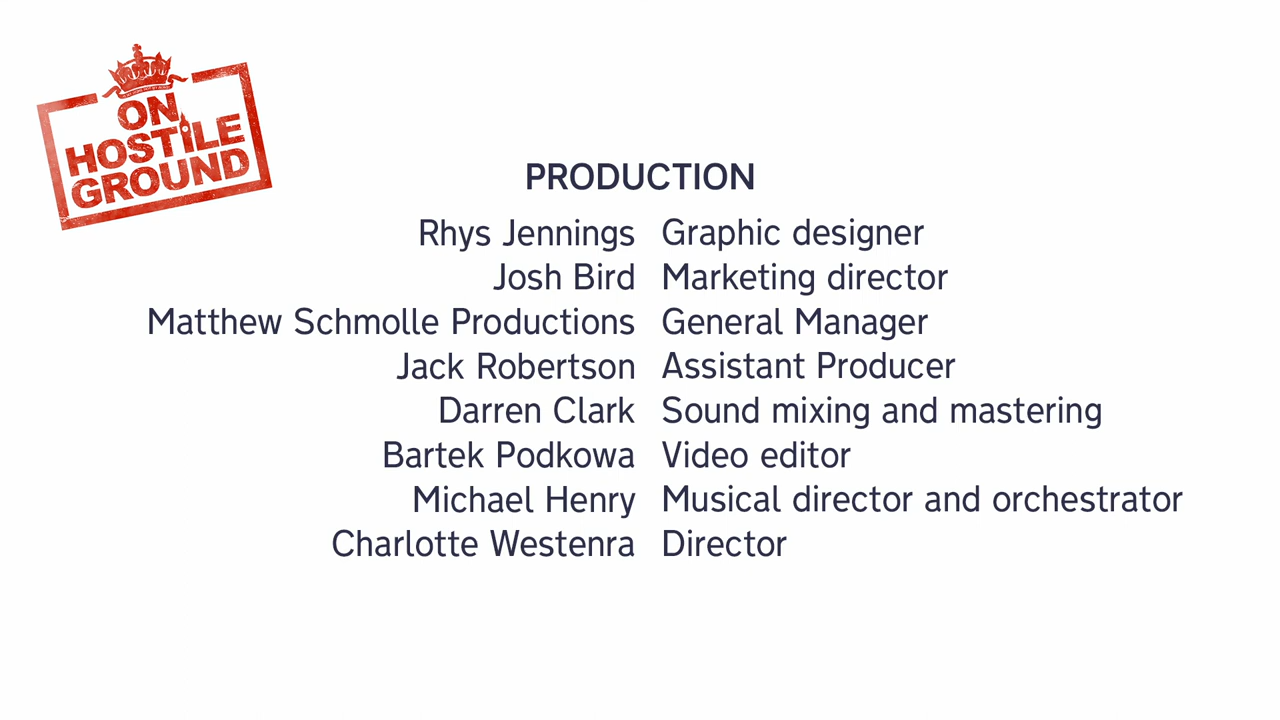 ON
HOSTILE
GROUND
PRODUCTION
Rhys Jennings Graphic designer
Josh Bird Marketing director
Matthew Schmolle Productions General Manager
Jack Robertson Assistant Producer
Darren Clark Sound mixing and mastering
Bartek Podkowa Video editor
Michael Henry Musical director and orchestrator
Charlotte Westenra Director